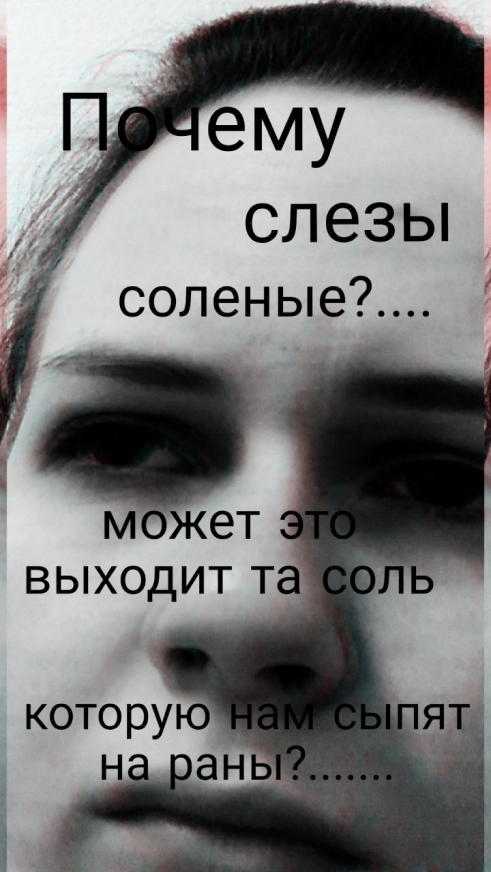 Почему
слезы
соленые?....
может это
выходит та соль
которую нам сыпят
на раны?.......